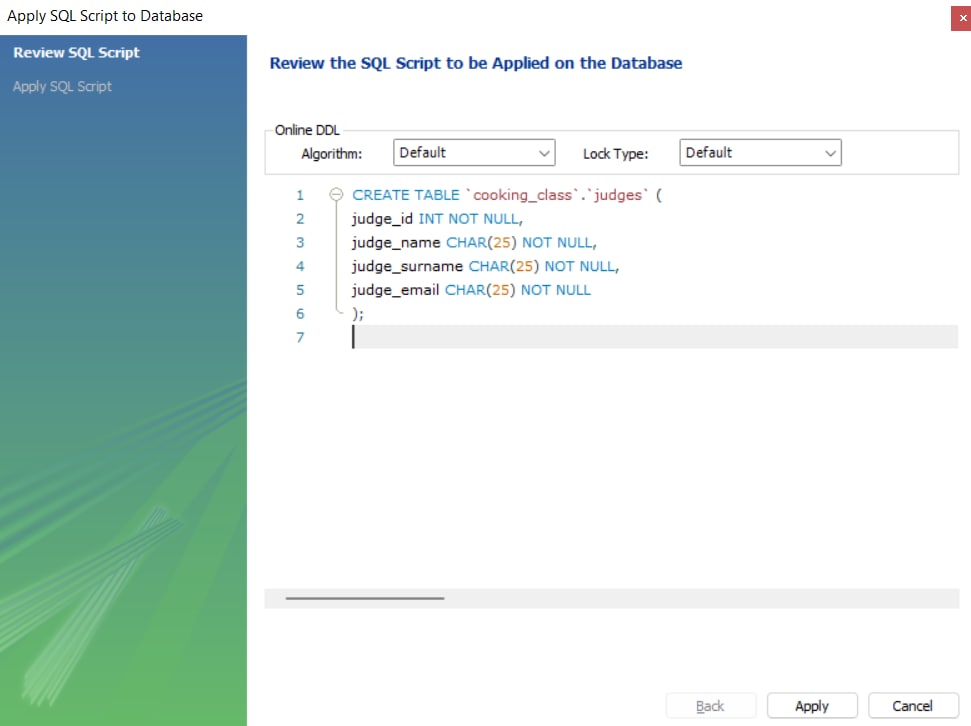 Apply SQL Script to Database
Review SQL Script
Apply SQL Script
Review the SQL Script to be Applied on the Database
Online DDL
Algorithm: Default Lock Type: Default
1 CREATE TABLE `cooking_class`.`judges` (
2 judge_id INT NOT NULL,
3 judge_name CHAR(25) NOT NULL,
4 judge_surname CHAR(25) NOT NULL,
5 judge_email CHAR(25) NOT NULL
6 );
7
Back Apply Cancel